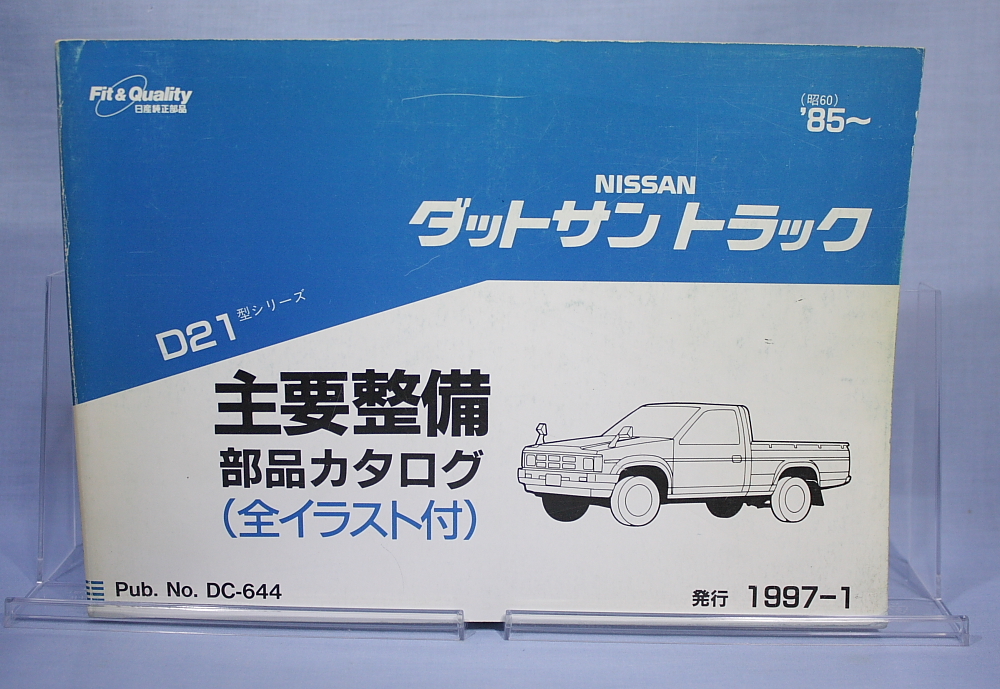 Fit & Quality
日産純正部品
(昭60)
'85~
NISSAN
ダットサン トラック
D21型シリーズ
主要整備
部品カタログ
(全イラスト付)
Pub. No. DC-644
発行 1997-1